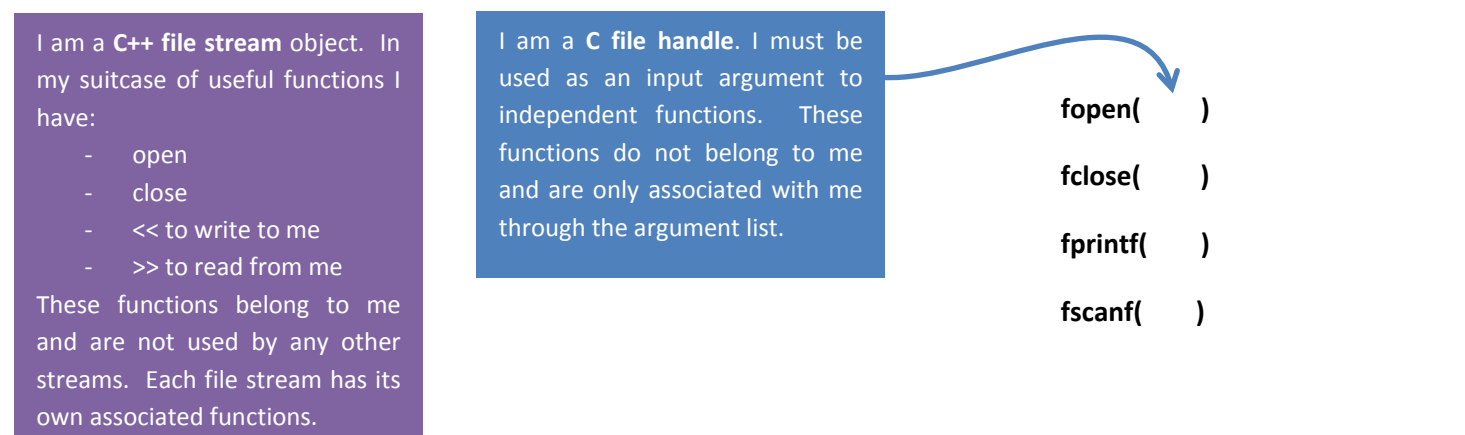 I am a C++ file stream object. In
my suitcase of useful functions I
have:
- open
- close
- << to write to me
- >> to read from me
These functions belong to me
and are not used by any other
streams. Each file stream has its
own associated functions.
I am a C file handle. I must be
used as an input argument to
independent functions. These
functions do not belong to me
and are only associated with me
through the argument list.
fopen( )
fclose( )
fprintf( )
fscanf( )